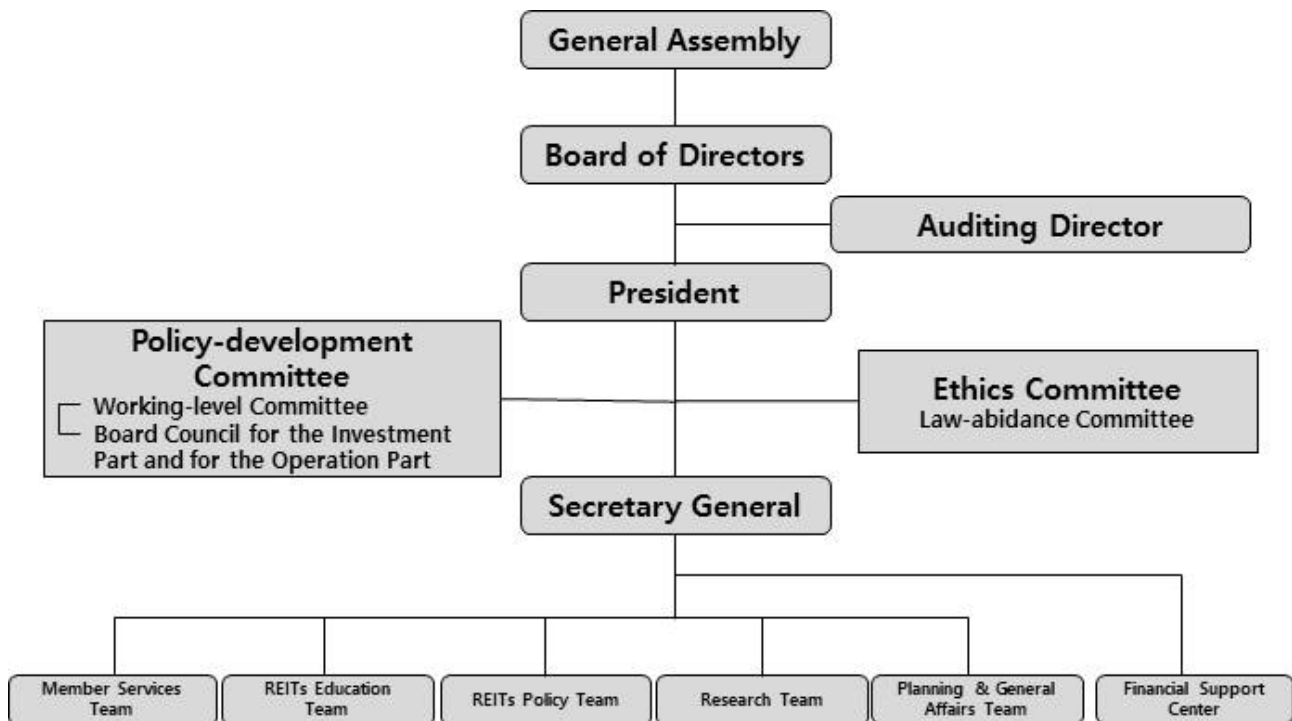 General Assembly
Board of Directors
Auditing Director
President
Policy-development
Committee
Working-level Committee
Board Council for the Investment
Part and for the Operation Part
Ethics Committee
Law-abidance Committee
Secretary General
Member Services
Team
REITs Education
Team
REITs Policy Team
Research Team
Planning & General
Affairs Team
Financial Support
Center